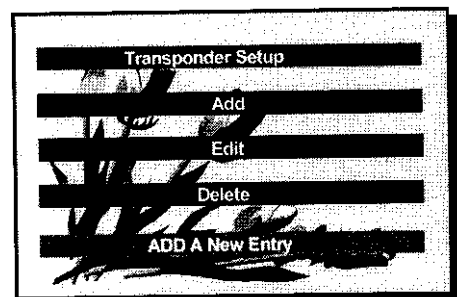 Transponder Setup
Add
Edit
Delete
ADD A New Entry